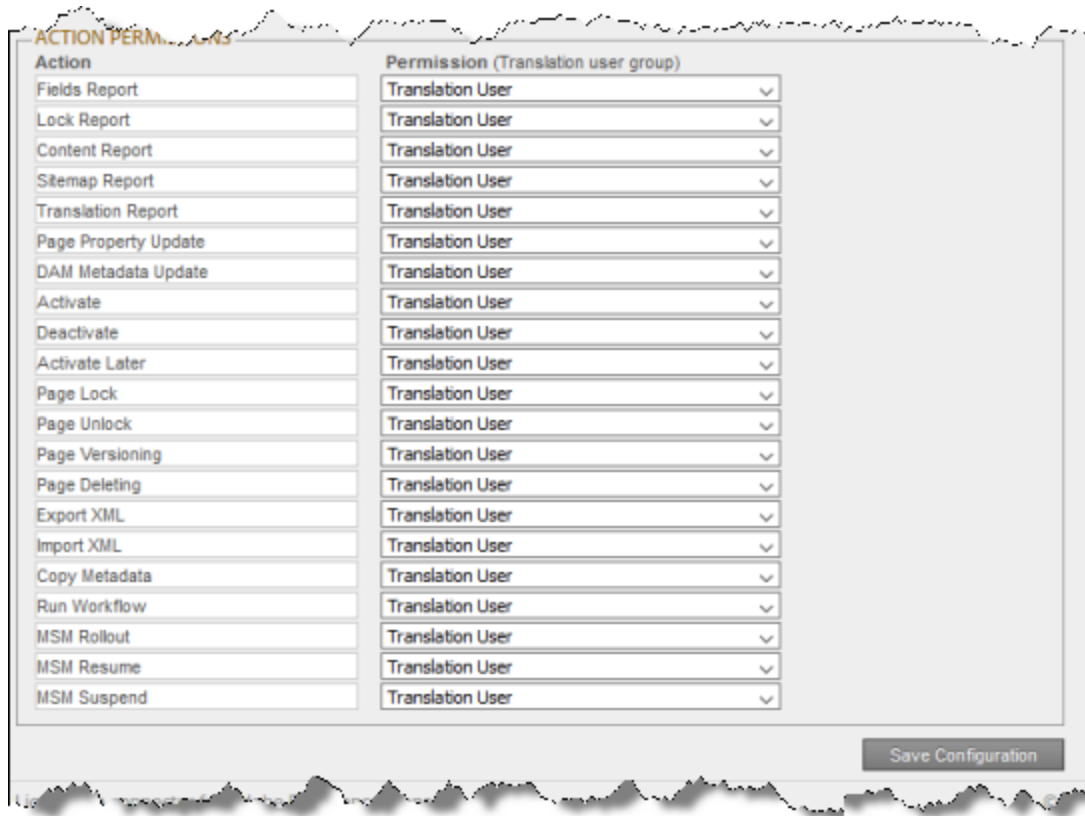 ACTION
Action Permission (Translation user group)
Fields Report Translation User
Lock Report Translation User
Content Report Translation User
Sitemap Report Translation User
Translation Report Translation User
Page Property Update Translation User
DAM Metadata Update Translation User
Activate Translation User
Deactivate Translation User
Activate Later Translation User
Page Lock Translation User
Page Unlock Translation User
Page Versioning Translation User
Page Deleting Translation User
Export XML Translation User
Import XML Translation User
Copy Metadata Translation User
Run Workflow Translation User
MSM Rollout Translation User
MSM Resume Translation User
MSM Suspend Translation User
Save Configuration